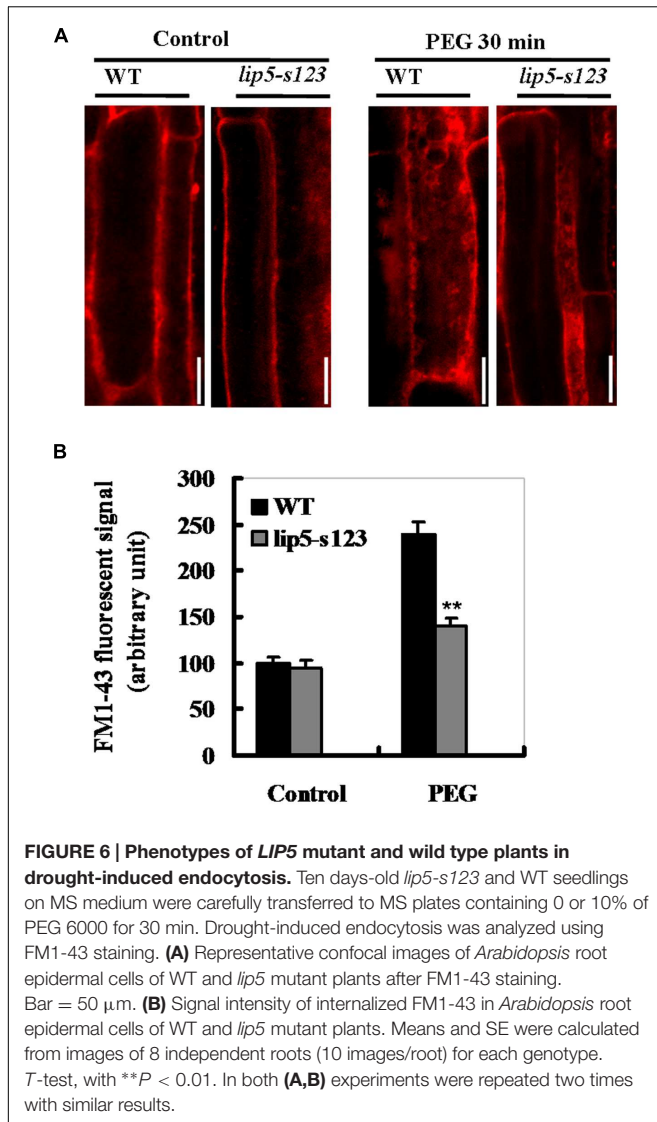 A
Control
PEG 30 min
WT
lip5-s123
WT
lip5-s123
B
FM1-43 fluorescent signal
(arbitrary unit)
300
250
200
150
100
50
0
WT
lip5-s123
**
Control
PEG
FIGURE 6 | Phenotypes of LIP5 mutant and wild type plants in
drought-induced endocytosis. Ten days-old lip5-s123 and WT seedlings
on MS medium were carefully transferred to MS plates containing 0 or 10% of
PEG 6000 for 30 min. Drought-induced endocytosis was analyzed using
FM1-43 staining. (A) Representative confocal images of Arabidopsis root
epidermal cells of WT and lip5 mutant plants after FM1-43 staining.
Bar = 50 μm. (B) Signal intensity of internalized FM1-43 in Arabidopsis root
epidermal cells of WT and lip5 mutant plants. Means and SE were calculated
from images of 8 independent roots (10 images/root) for each genotype.
T-test, with **P < 0.01. In both (A,B) experiments were repeated two times
with similar results.